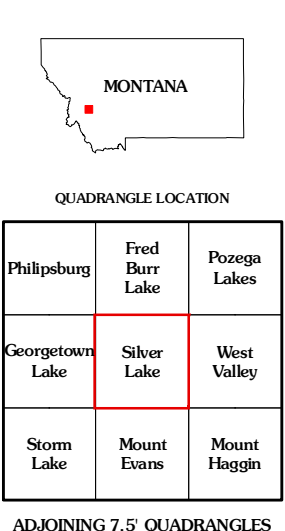 MONTANA
QUADRANGLE LOCATION
Philipsburg
Fred
Burr
Lake
Pozega
Lakes
Georgetown
Lake
Silver
Lake
West
Valley
Storm
Lake
Mount
Evans
Mount
Haggin
ADJOINING 7.5' QUADRANGLES